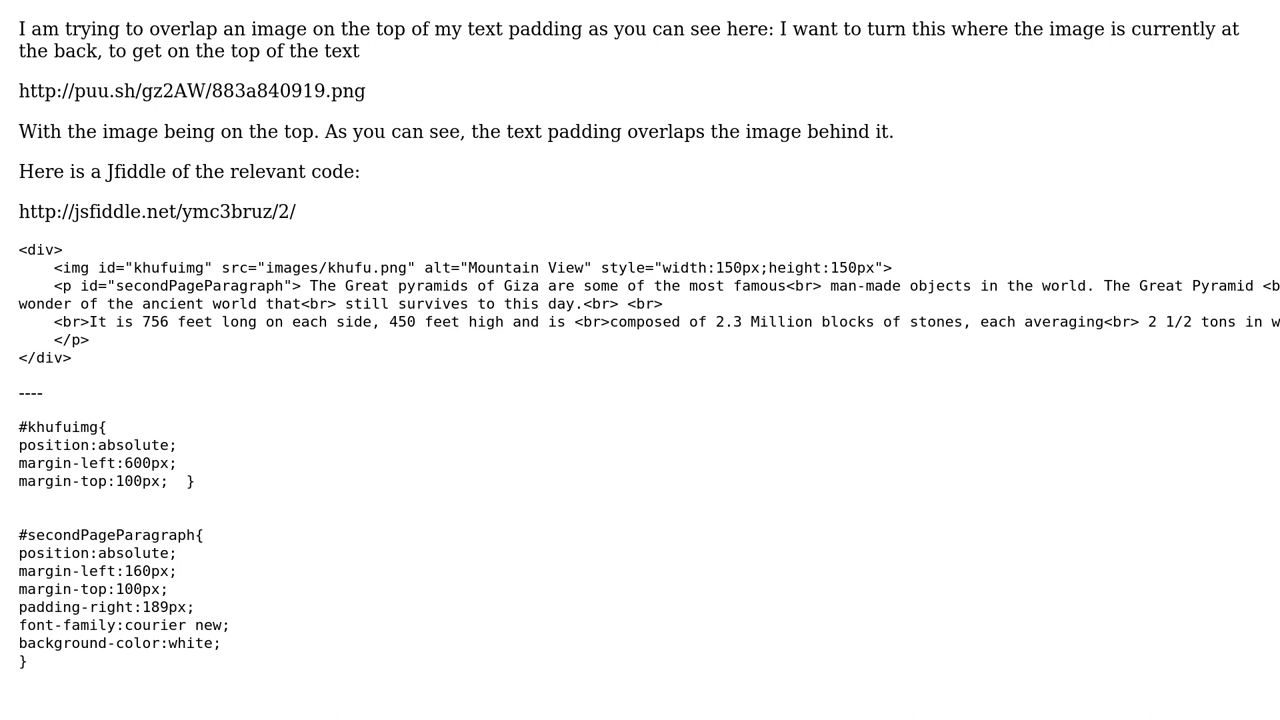 I am trying to overlap an image on the top of my text padding as you can see here: I want to turn this where the image is currently at
the back, to get on the top of the text
http://puu.sh/gz2AW/883a840919.png
With the image being on the top. As you can see, the text padding overlaps the image behind it.
Here is a Jfiddle of the relevant code:
http://jsfiddle.net/ymc3bruz/2/
<div>
    <img id="khufuimg" src="images/khufu.png" alt="Mountain View" style="width:150px;height:150px">
    <p id="secondPageParagraph"> The Great pyramids of Giza are some of the most famous<br> man-made objects in the world. The Great Pyramid <b
wonder of the ancient world that<br> still survives to this day.<br> <br>
    <br>It is 756 feet long on each side, 450 feet high and is <br>composed of 2.3 Million blocks of stones, each averaging<br> 2 1/2 tons in w
    </p>
</div>
----
#khufuimg{
position:absolute;
margin-left:600px;
margin-top:100px;  }
#secondPageParagraph{
position:absolute;
margin-left:160px;
margin-top:100px;
padding-right:189px;
font-family:courier new;
background-color:white;
}